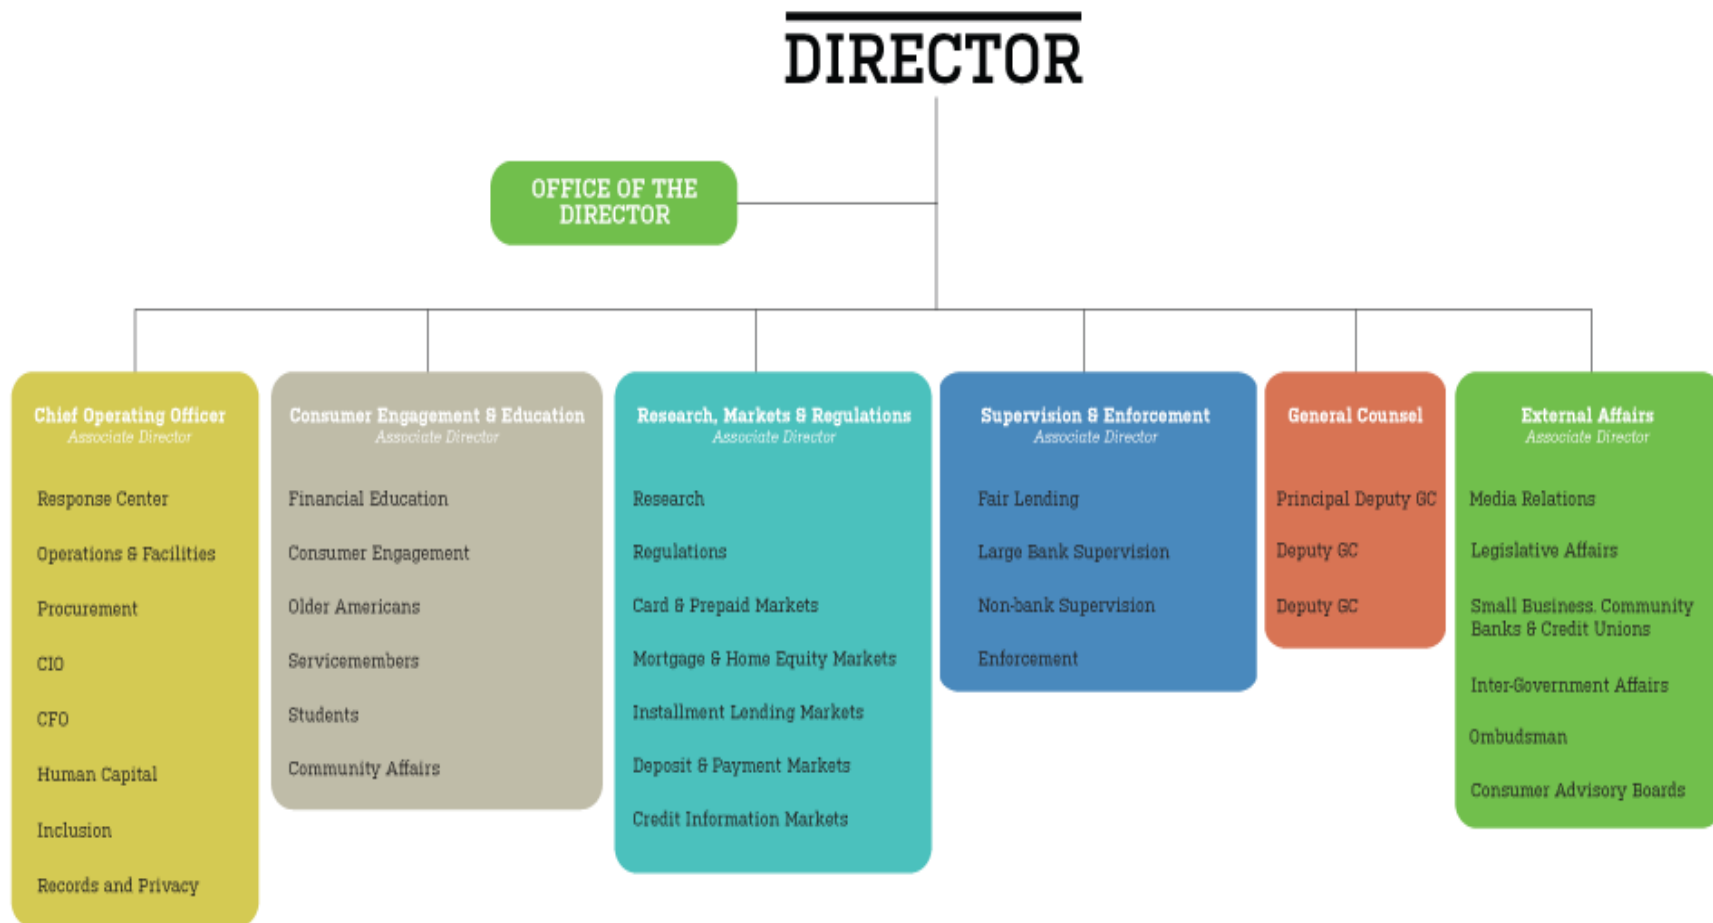 DIRECTOR
OFFICE OF THE
DIRECTOR
Chief Operating Officer
Associate Director
Response Center
Operations & Facilities
Procurement
CIO
CFO
Human Capital
Inclusion
Records and Privacy
Consumer Engagement & Education
Associate Director
Financial Education
Consumer Engagement
Older Americans
Servicemembers
Students
Community Affairs
Research, Markets & Regulations
Associate Director
Research
Regulations
Card & Prepaid Markets
Mortgage & Home Equity Markets
Installment Lending Markets
Deposit & Payment Markets
Credit Information Markets
Supervision & Enforcement
Associate Director
Fair Lending
Large Bank Supervision
Non-bank Supervision
Enforcement
General Counsel
Principal Deputy GC
Deputy GC
Deputy GC
External Affairs
Associate Director
Media Relations
Legislative Affairs
Small Business. Community
Banks & Credit Unions
Inter-Government Affairs
Ombudsman
Consumer Advisory Boards